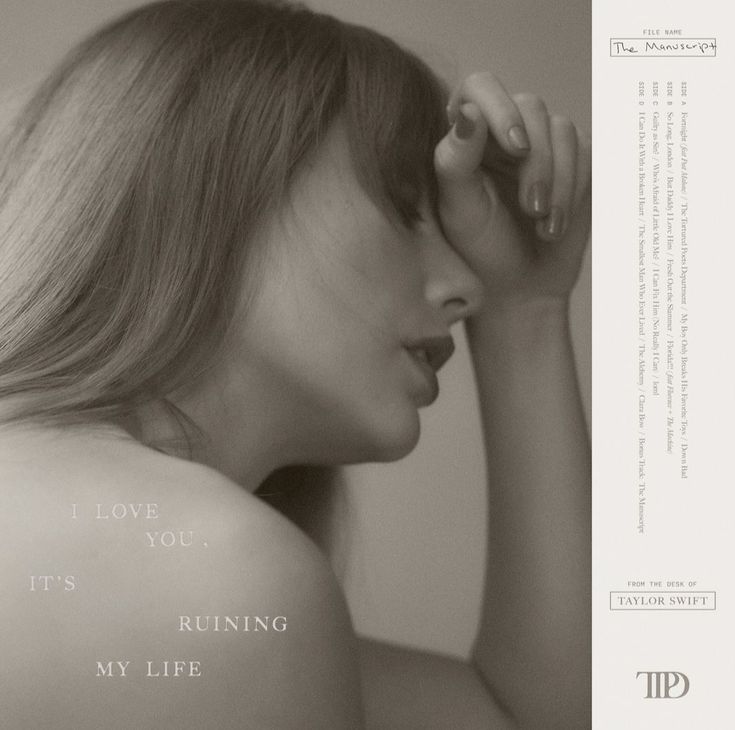 I LOVE
YOU,
IT'S
RUINING
MY LIFE
FILE NAME
The Manuscript
SIDE A Fortnight (feat Post Malone) / The Tortured Poets Department / My Boy Only Breaks His Favorite Toys / Down Bad
SIDE B So Long, London / But Daddy I Love Him / Fresh Out the Slammer / Florida!!! (feat Florence + The Machine)
SIDE C Guilty as Sin? / Who's Afraid of Little Old Me? / I Can Fix Him (No Really I Can) / loml
SIDE D I Can Do It With a Broken Heart / The Smallest Man Who Ever Lived / The Alchemy / Clara Bow / Bonus Track: The Manuscript
FROM THE DESK OF
TAYLOR SWIFT
TTPD